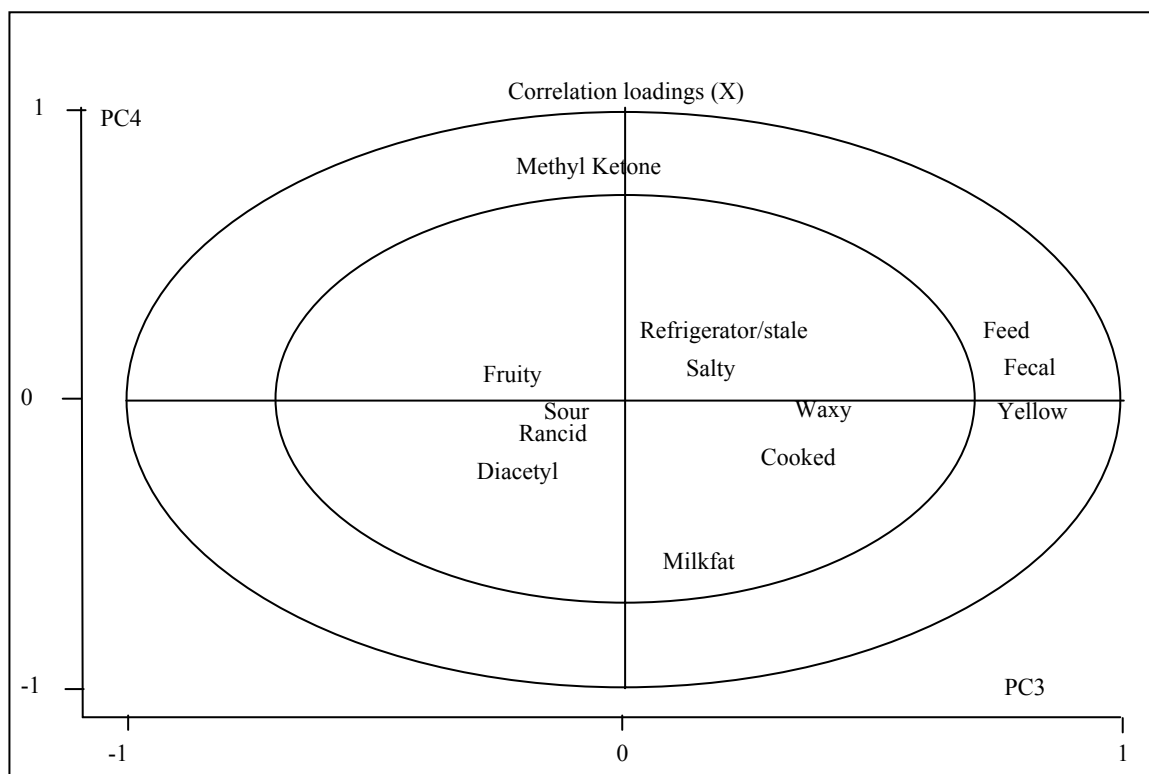 Correlation loadings (X)
1
PC4
Methyl Ketone
Refrigerator/stale
Feed
Salty
Fecal
Fruity
0
Sour
Waxy
Yellow
Rancid
Cooked
Diacetyl
Milkfat
-1
PC3
-1
0
1